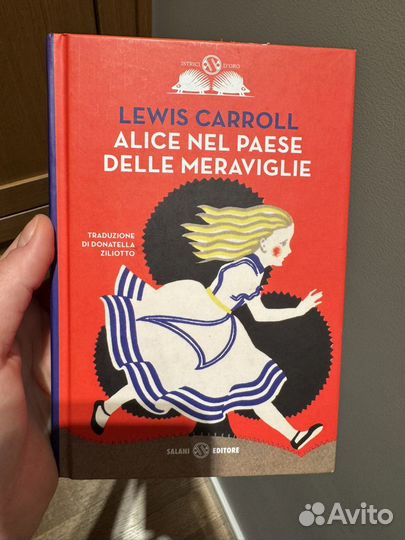 ISTRICI D'ORO
LEWIS CARROLL
ALICE NEL PAESE
DELLE MERAVIGLIE
TRADUZIONE
DI DONATELLA
ZILIOTTO
SALANI EDITORE
Avito